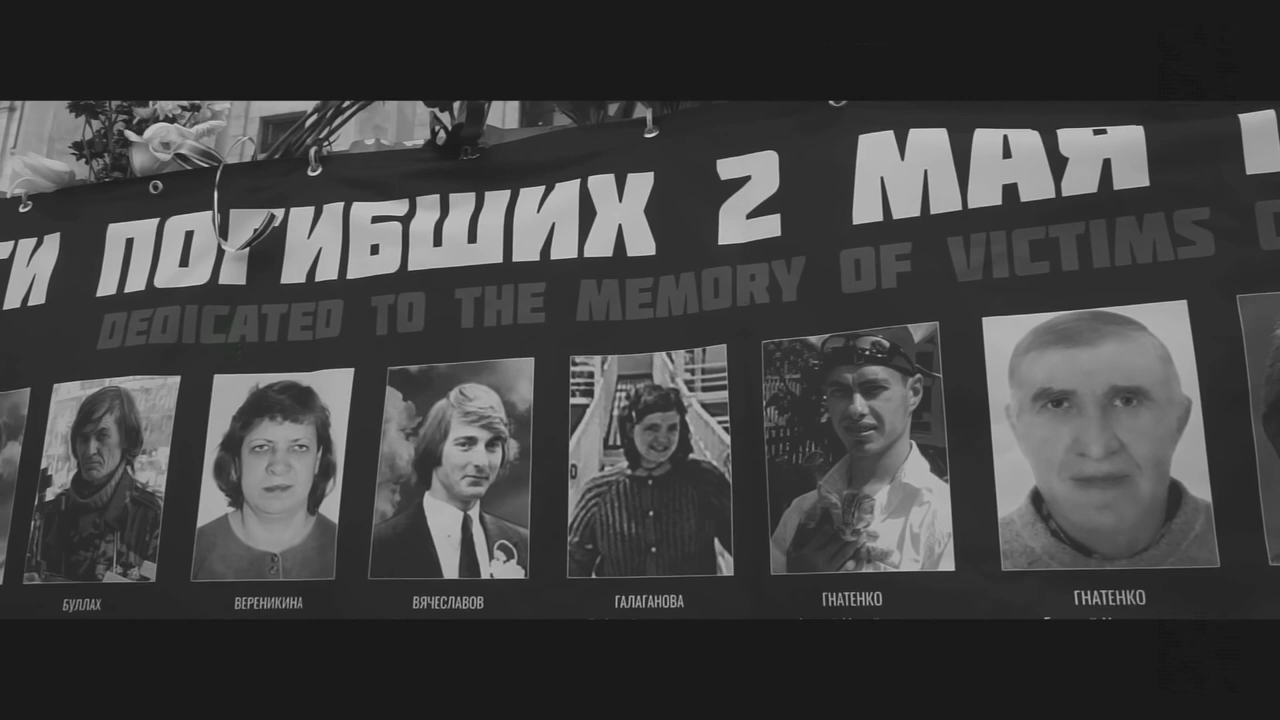 ТИ ПОГИБШИХ 2 МАЯ
DEDICATED TO THE MEMORY OF VICTIMS
БУЛЛАХ
ВЕРЕНИКИНА
ВЯЧЕСЛАВОВ
ГАЛАГАНОВА
ГНАТЕНКО
ГНАТЕНКО